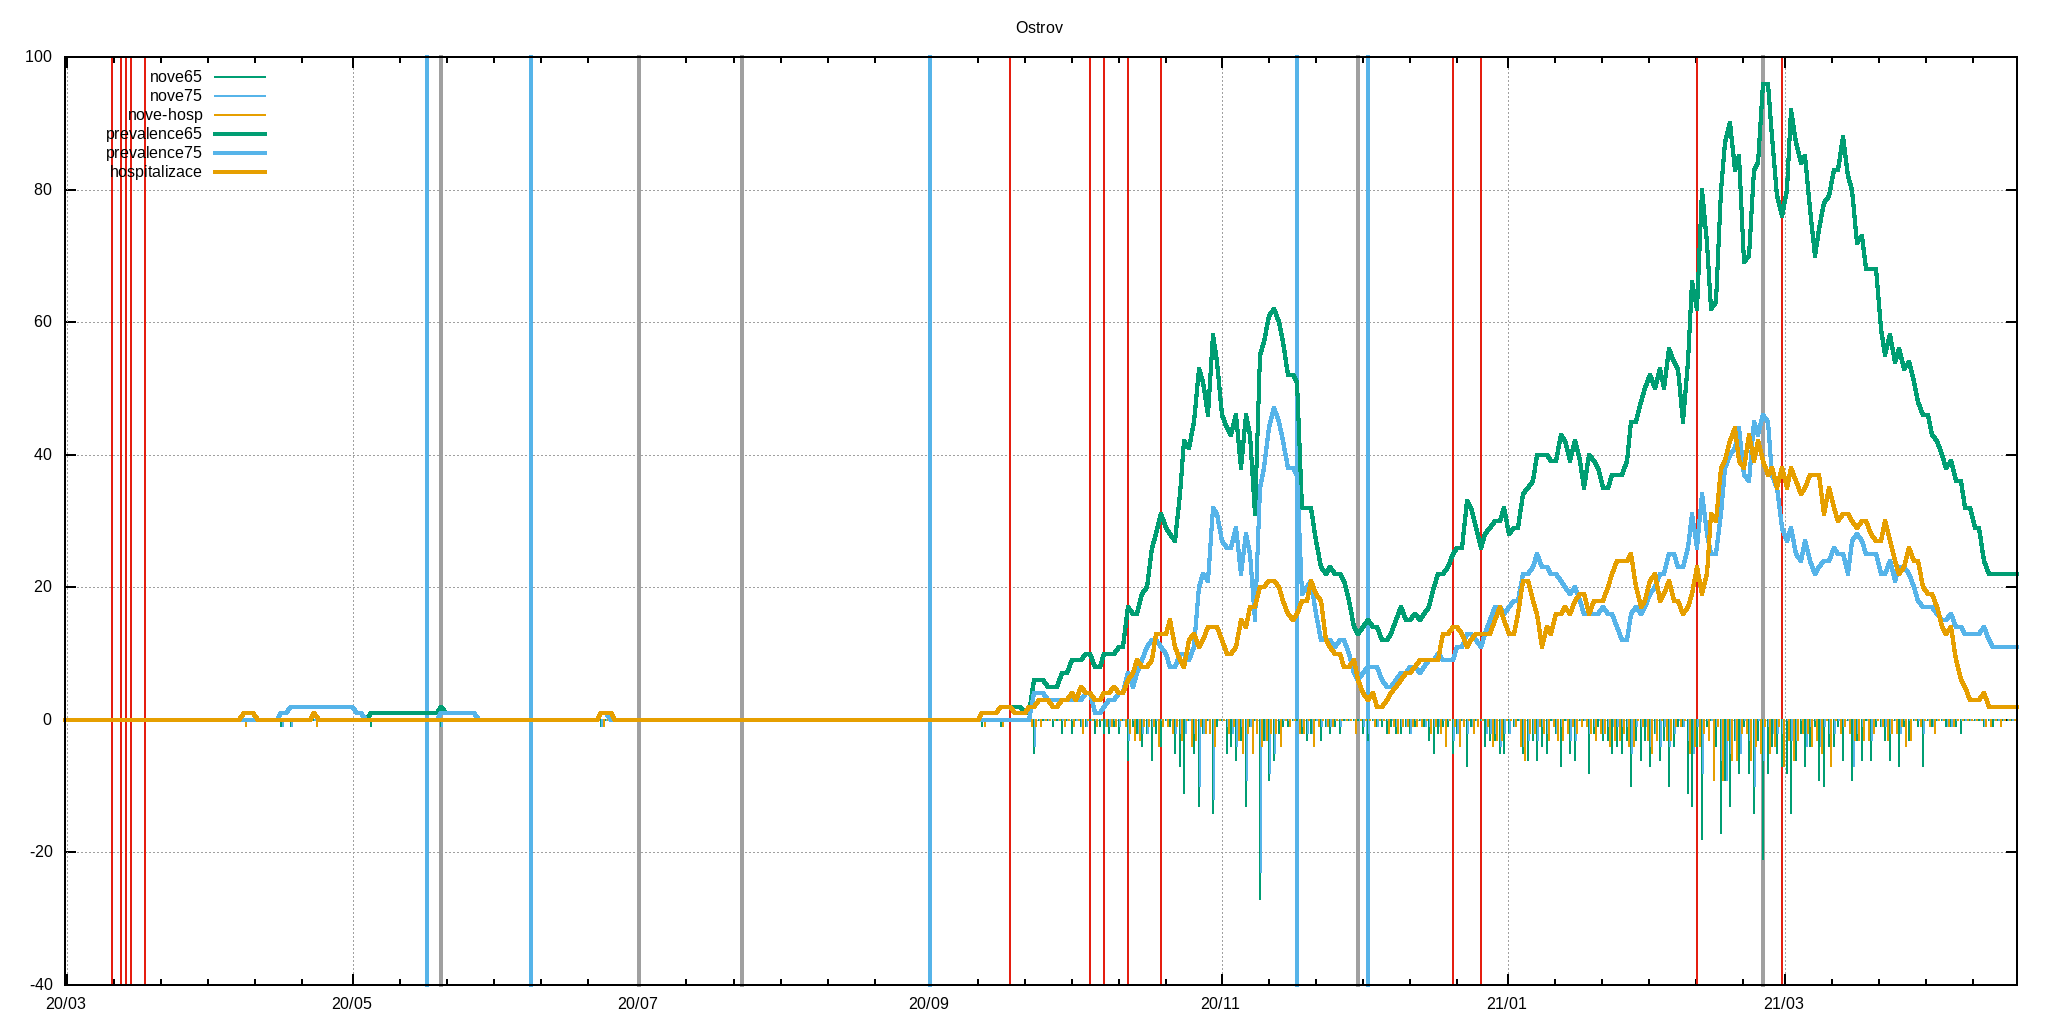 Ostrov
100
80
60
40
20
0
-20
-40
nove65
nove75
nove-hosp
prevalence65
prevalence75
hospitalizace
20/03 20/05 20/07 20/09 20/11 21/01 21/03